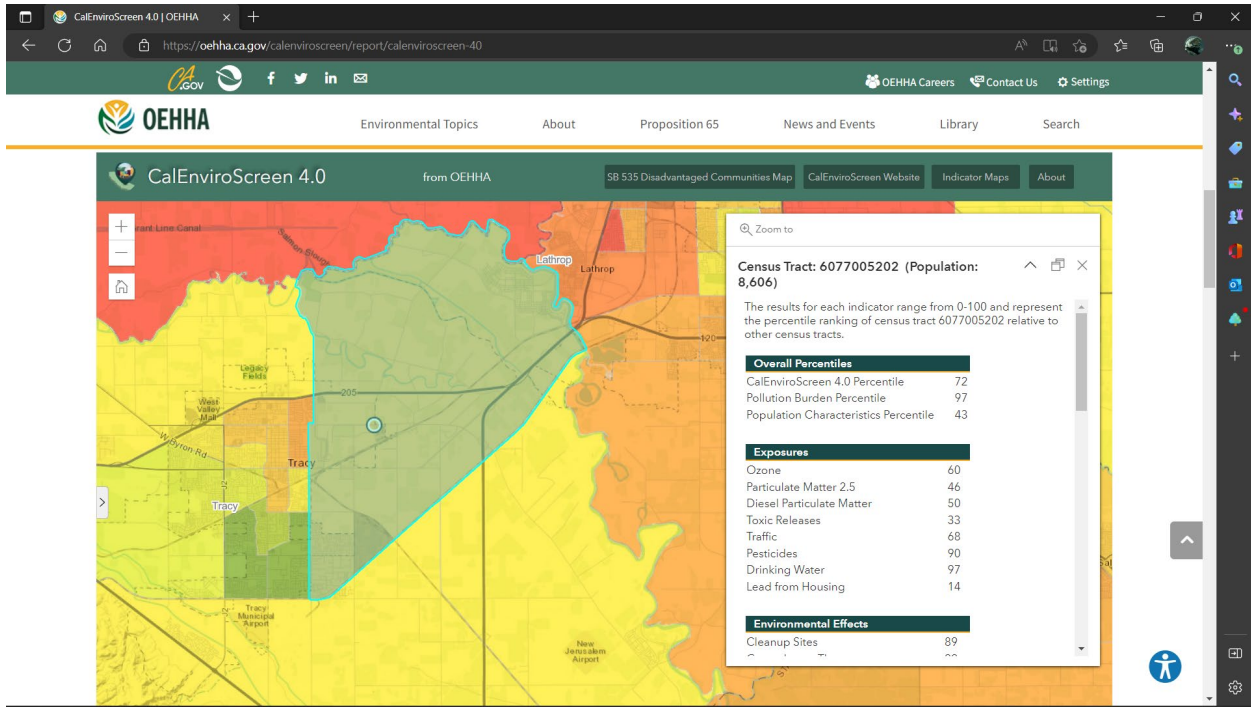 CalEnviroScreen 4.0 | OEHHA
https://oehha.ca.gov/calenviroscreen/report/calenviroscreen-40
CA.GOV
OEHHA Careers Contact Us Settings
OEHHA
Environmental Topics About Proposition 65 News and Events Library Search
CalEnviroScreen 4.0 from OEHHA SB 535 Disadvantaged Communities Map CalEnviroScreen Website Indicator Maps About
Zoom to
Census Tract: 6077005202 (Population:
8,606)
The results for each indicator range from 0-100 and represent
the percentile ranking of census tract 6077005202 relative to
other census tracts.
Overall Percentiles
CalEnviroScreen 4.0 Percentile 72
Pollution Burden Percentile 97
Population Characteristics Percentile 43
Exposures
Ozone 60
Particulate Matter 2.5 46
Diesel Particulate Matter 50
Toxic Releases 33
Traffic 68
Pesticides 90
Drinking Water 97
Lead from Housing 14
Environmental Effects
Cleanup Sites 89
Line Canal
Salmon Slough
Lathrop
Lathrop
120
Legacy
Fields
205
West
Valley
Mall
W Byron Rd
Tracy
Tracy
Tracy
Municipal
Airport
New
Jerusalem
Airport